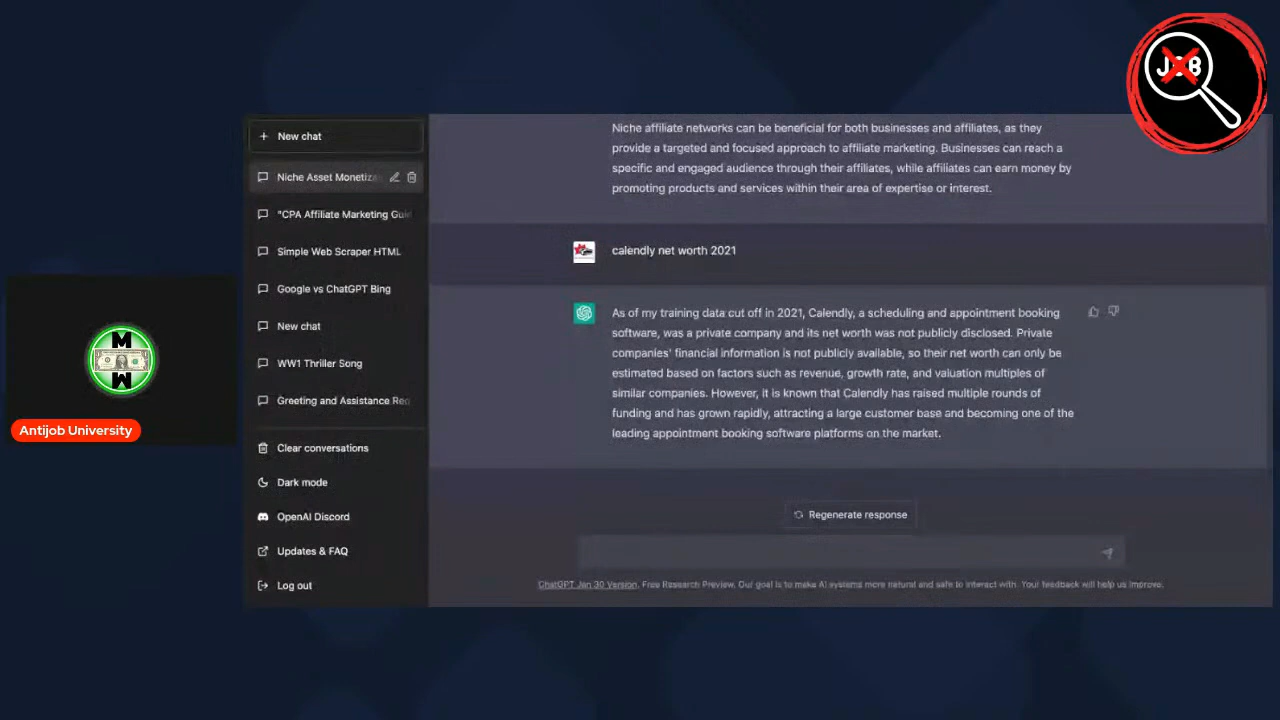 JOB
New chat
Niche Asset Monetiza
"CPA Affiliate Marketing Gui
Simple Web Scraper HTML
Google vs ChatGPT Bing
New chat
WW1 Thriller Song
Greeting and Assistance Req
Clear conversations
Dark mode
OpenAI Discord
Updates & FAQ
Log out
Niche affiliate networks can be beneficial for both businesses and affiliates, as they
provide a targeted and focused approach to affiliate marketing. Businesses can reach a
specific and engaged audience through their affiliates, while affiliates can earn money by
promoting products and services within their area of expertise or interest.
calendly net worth 2021
As of my training data cut off in 2021, Calendly, a scheduling and appointment booking
software, was a private company and its net worth was not publicly disclosed. Private
companies' financial information is not publicly available, so their net worth can only be
estimated based on factors such as revenue, growth rate, and valuation multiples of
similar companies. However, it is known that Calendly has raised multiple rounds of
funding and has grown rapidly, attracting a large customer base and becoming one of the
leading appointment booking software platforms on the market.
Regenerate response
ChatGPT Jan 30 Version. Free Research Preview. Our goal is to make AI systems more natural and safe to interact with. Your feedback will help us improve.
M
M
Antijob University